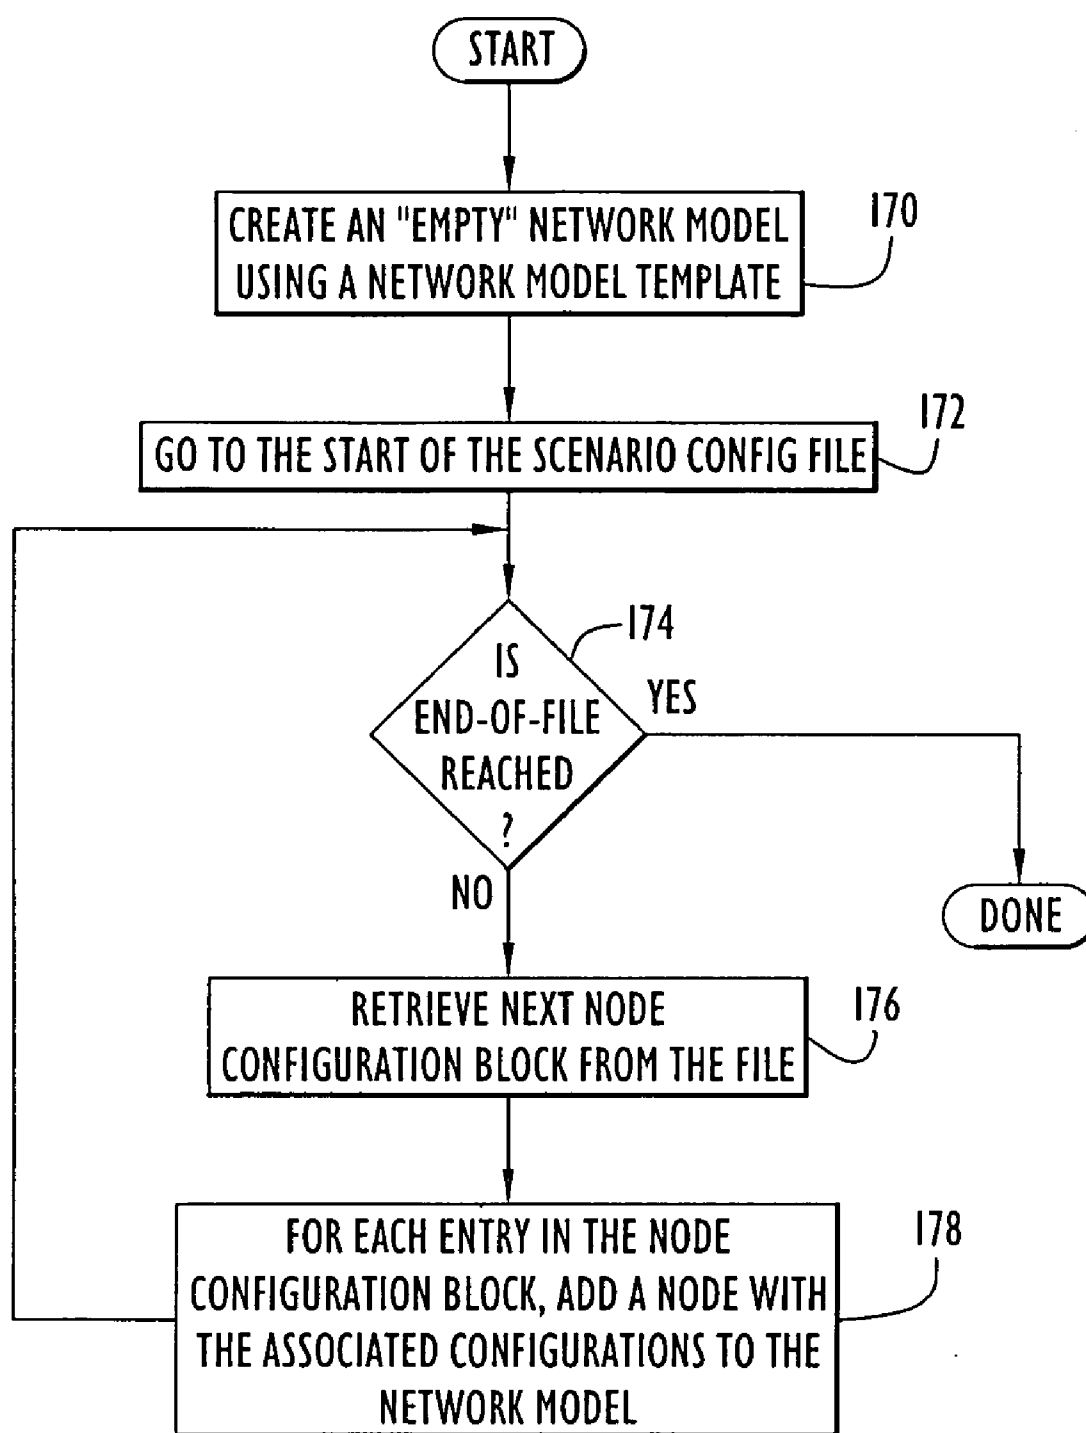 START
CREATE AN "EMPTY" NETWORK MODEL
USING A NETWORK MODEL TEMPLATE
170
GO TO THE START OF THE SCENARIO CONFIG FILE
172
IS
END-OF-FILE
REACHED
?
174
YES
NO
DONE
RETRIEVE NEXT NODE
CONFIGURATION BLOCK FROM THE FILE
176
FOR EACH ENTRY IN THE NODE
CONFIGURATION BLOCK, ADD A NODE WITH
THE ASSOCIATED CONFIGURATIONS TO THE
NETWORK MODEL
178